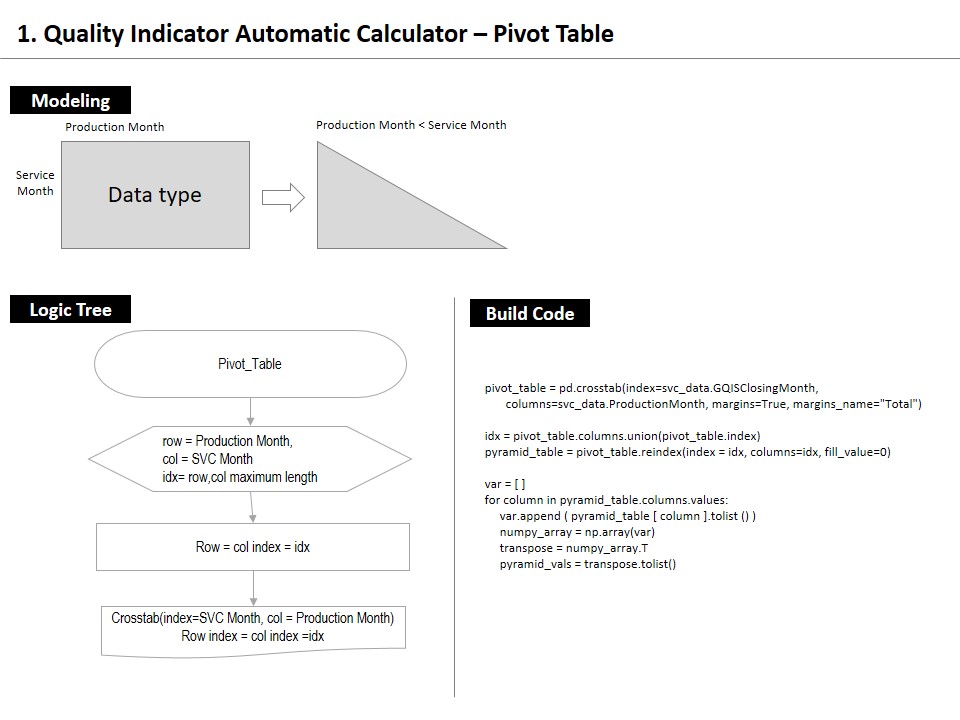 1. Quality Indicator Automatic Calculator – Pivot Table
Modeling
Production Month
Service
Month
Data type
Production Month < Service Month
Logic Tree
Pivot_Table
row = Production Month,
col = SVC Month
idx= row,col maximum length
Row = col index = idx
Crosstab(index=SVC Month, col = Production Month)
Row index = col index =idx
Build Code
pivot_table = pd.crosstab(index=svc_data.GQISClosingMonth,
columns=svc_data.ProductionMonth, margins=True, margins_name="Total")
idx = pivot_table.columns.union(pivot_table.index)
pyramid_table = pivot_table.reindex(index = idx, columns=idx, fill_value=0)
var = [ ]
for column in pyramid_table.columns.values:
var.append ( pyramid_table [ column ].tolist () )
numpy_array = np.array(var)
transpose = numpy_array.T
pyramid_vals = transpose.tolist()